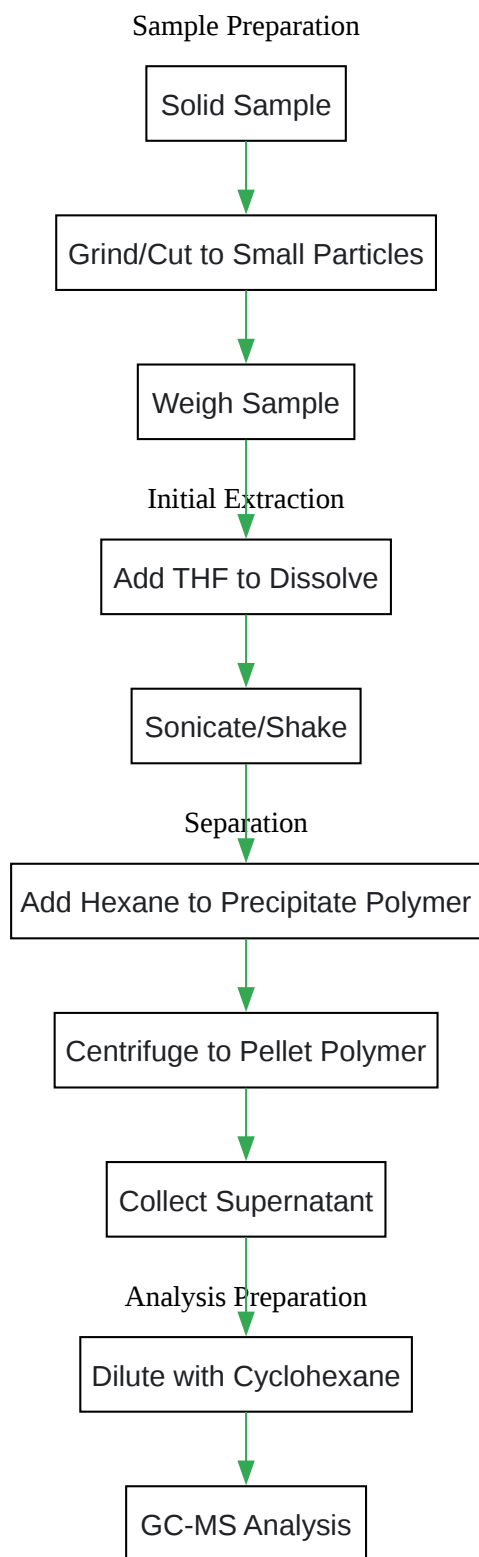 Sample Preparation
Solid Sample
Grind/Cut to Small Particles
Weigh Sample
Initial Extraction
Add THF to Dissolve
Sonicate/Shake
Separation
Add Hexane to Precipitate Polymer
Centrifuge to Pellet Polymer
Collect Supernatant
Analysis Preparation
Dilute with Cyclohexane
GC-MS Analysis